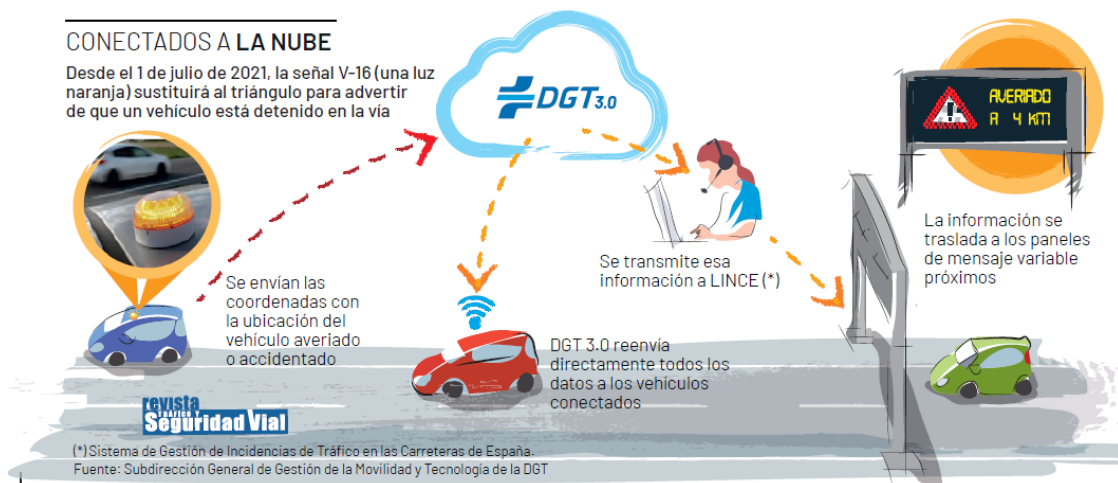 CONECTADOS A LA NUBE
Desde el 1 de julio de 2021, la señal V-16 (una luz
naranja) sustituirá al triángulo para advertir
de que un vehículo está detenido en la vía
DGT 3.0
AVERIADO
A 4 KM
Se envían las
coordenadas con
la ubicación del
vehículo averiado
o accidentado
Se transmite esa
información a LINCE (*)
La información se
traslada a los paneles
de mensaje variable
próximos
DGT 3.0 reenvía
directamente todos los
datos a los vehículos
conectados
revista
Tráfico y
Seguridad Vial
(*) Sistema de Gestión de Incidencias de Tráfico en las Carreteras de España.
Fuente: Subdirección General de Gestión de la Movilidad y Tecnología de la DGT